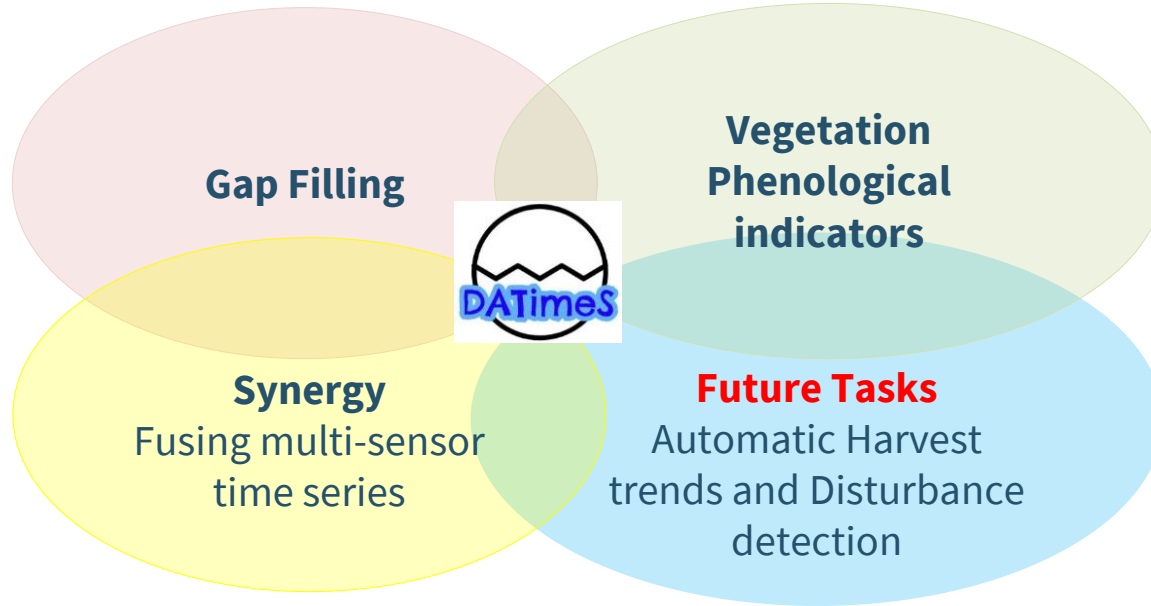 Gap Filling
Vegetation
Phenological
indicators
DATimeS
Synergy
Fusing multi-sensor
time series
Future Tasks
Automatic Harvest
trends and Disturbance
detection